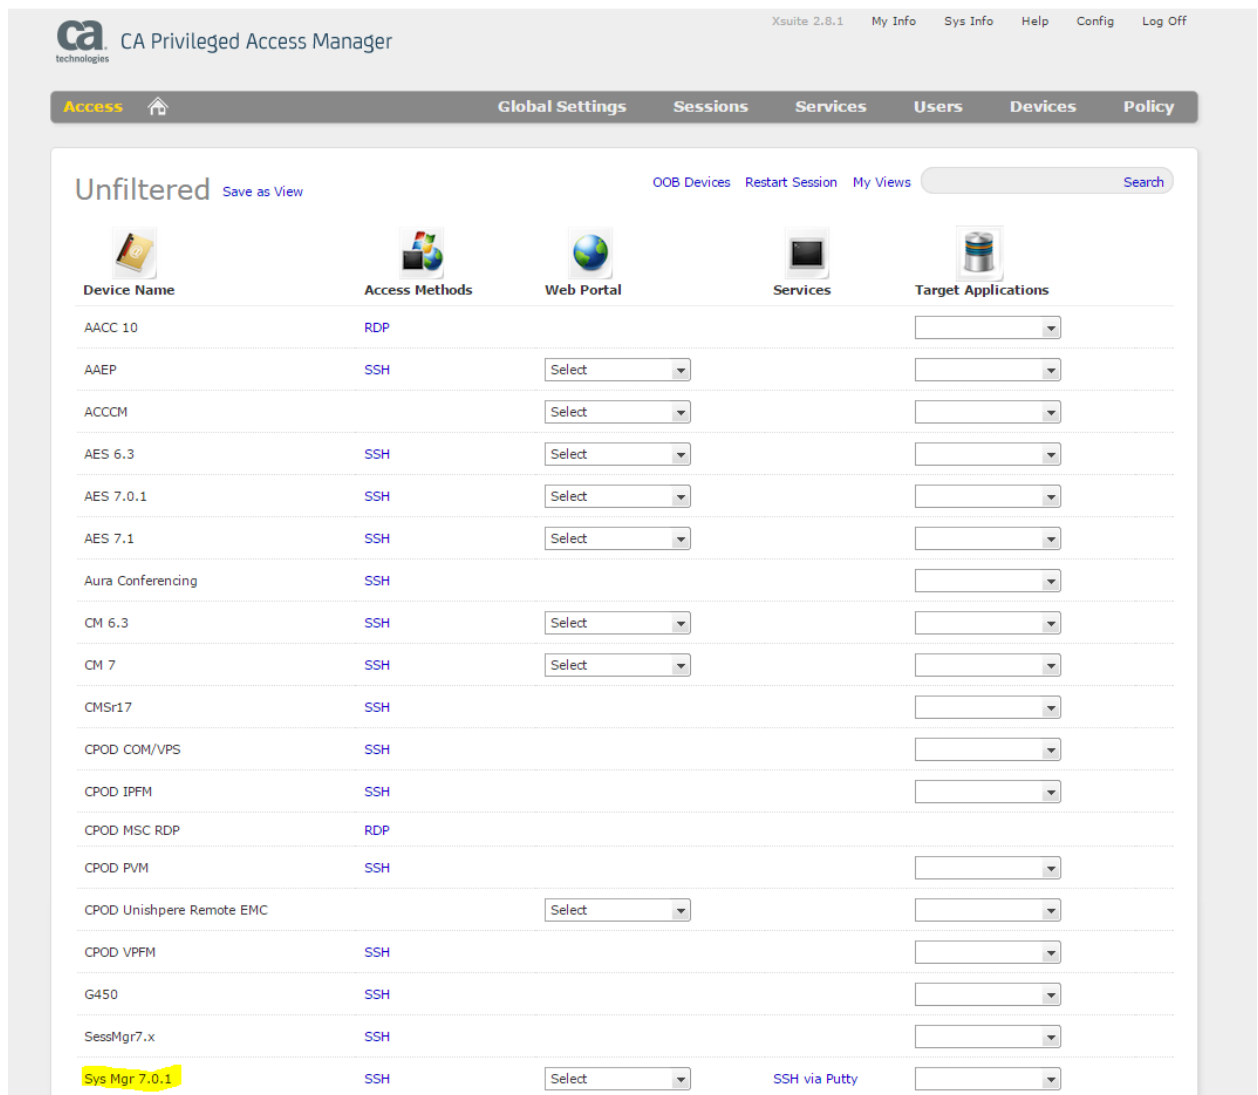 ca
technologies
CA Privileged Access Manager
Xsuite 2.8.1 My Info Sys Info Help Config Log Off
Access Global Settings Sessions Services Users Devices Policy
Unfiltered Save as View OOB Devices Restart Session My Views Search
Device Name Access Methods Web Portal Services Target Applications
AACC 10 RDP
AAEP SSH Select
ACCCM Select
AES 6.3 SSH Select
AES 7.0.1 SSH Select
AES 7.1 SSH Select
Aura Conferencing SSH
CM 6.3 SSH Select
CM 7 SSH Select
CMSr17 SSH
CPOD COM/VPS SSH
CPOD IPFM SSH
CPOD MSC RDP RDP
CPOD PVM SSH
CPOD Unishpere Remote EMC Select
CPOD VPFM SSH
G450 SSH
SessMgr7.x SSH
Sys Mgr 7.0.1 SSH Select SSH via Putty